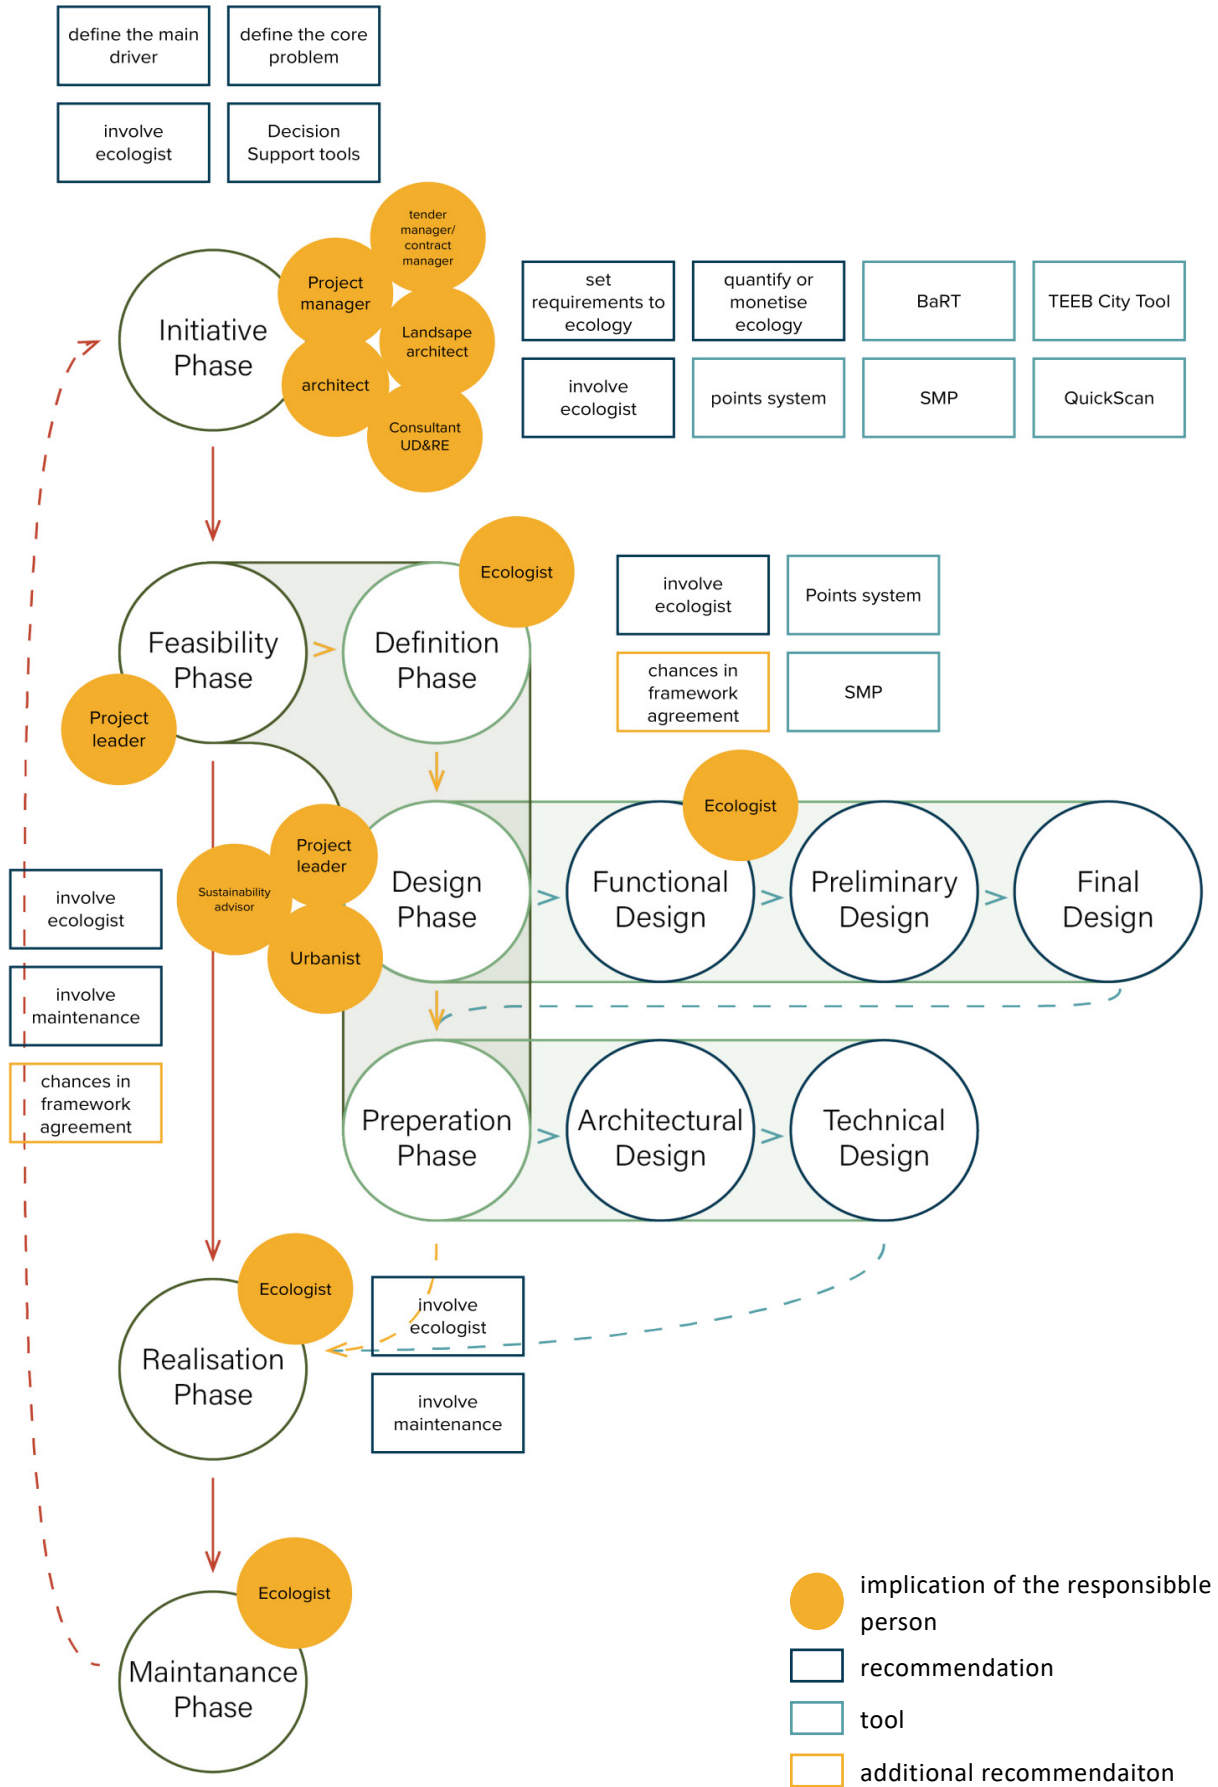 define the main
driver
define the core
problem
involve
ecologist
Decision
Support tools
tender
manager/
contract
manager
Project
manager
Initiative
Phase
Landsape
architect
architect
Consultant
UD&RE
set
requirements to
ecology
quantify or
monetise
ecology
BaRT
TEEB City Tool
involve
ecologist
points system
SMP
QuickScan
Ecologist
Feasibility
Phase
Definition
Phase
Project
leader
involve
ecologist
Points system
chances in
framework
agreement
SMP
Ecologist
Project
leader
Sustainability
advisor
Urbanist
Design
Phase
Functional
Design
Preliminary
Design
Final
Design
involve
ecologist
involve
maintenance
chances in
framework
agreement
Preperation
Phase
Architectural
Design
Technical
Design
Ecologist
Realisation
Phase
involve
ecologist
involve
maintenance
Ecologist
Maintanance
Phase
implication of the responsibble
person
recommendation
tool
additional recommendaiton